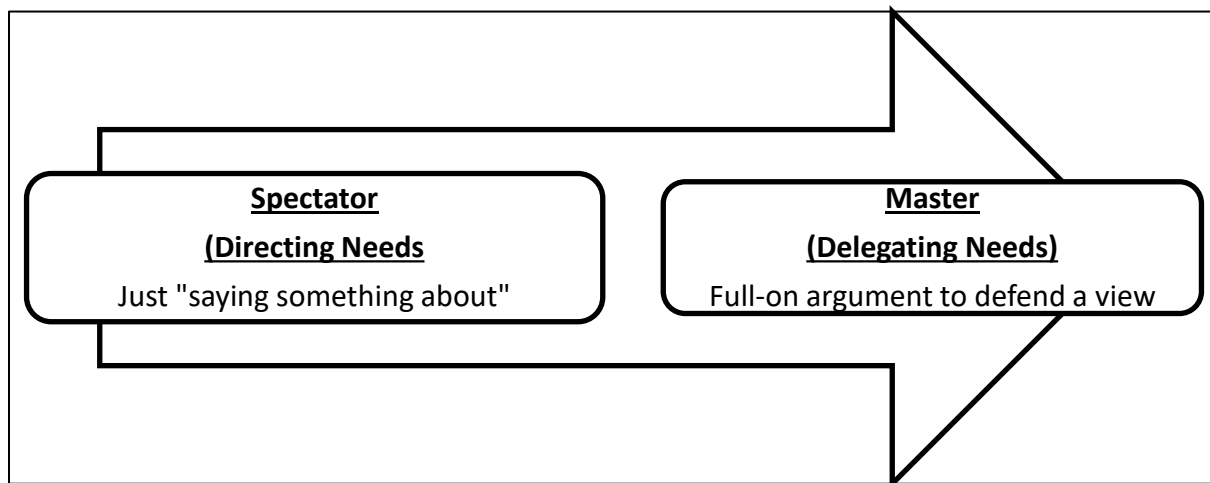 Spectator
(Directing Needs
Just "saying something about"
Master
(Delegating Needs)
Full-on argument to defend a view